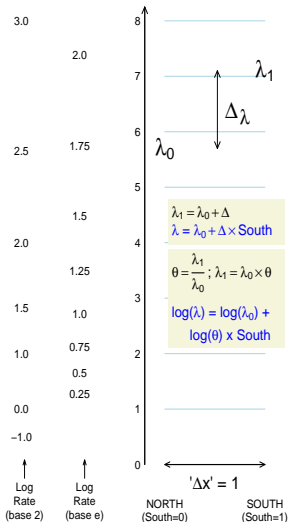 3.0
2.5
2.0
1.5
1.0
0.0
−1.0
Log
Rate
(base 2)
2.0
1.75
1.5
1.25
1.0
0.75
0.5
0.25
Log
Rate
(base e)
8
7
6
5
4
3
2
1
0
λ0
λ1
Δλ
λ1 = λ0 + Δ
λ = λ0 + Δ × South
θ = λ1/λ0 ; λ1 = λ0 × θ
log(λ) = log(λ0) +
log(θ) x South
'Δx' = 1
NORTH
(South=0)
SOUTH
(South=1)